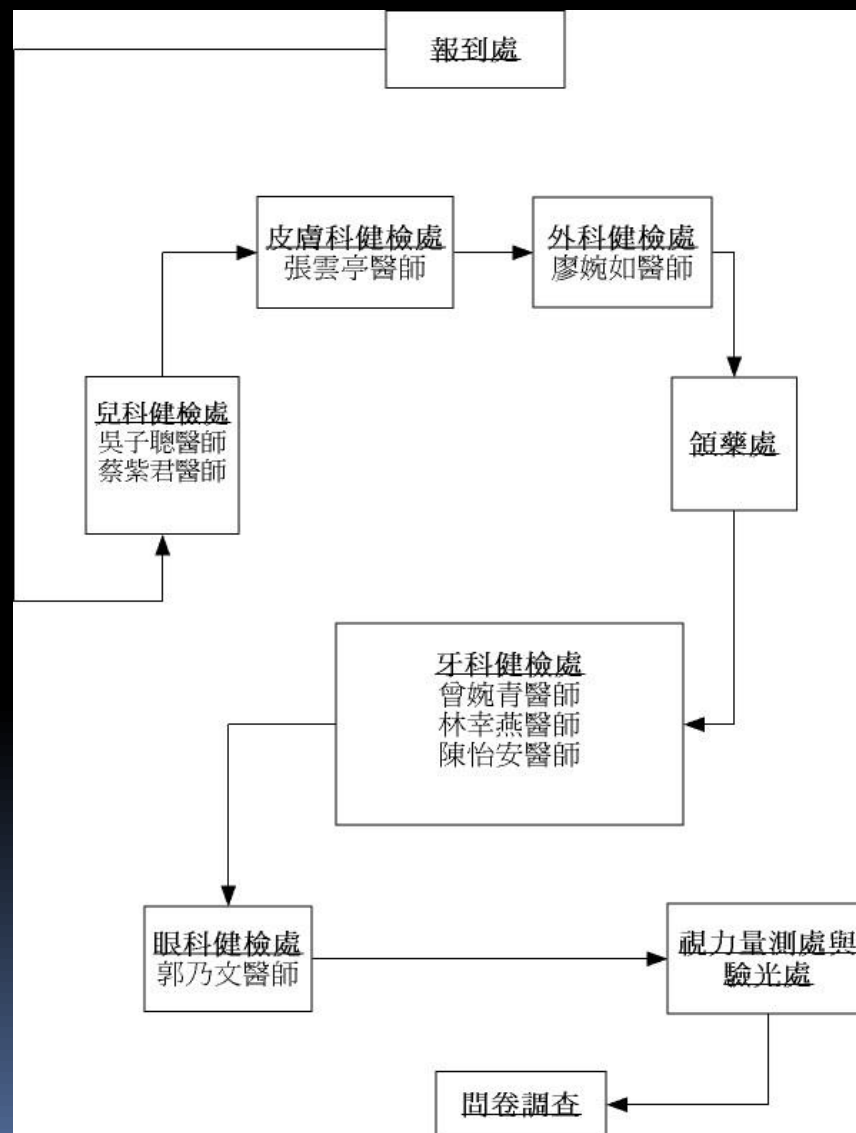 報到處
兒科健檢處
吳子聰醫師
蔡紫君醫師
皮膚科健檢處
張雲亭醫師
外科健檢處
廖婉如醫師
領藥處
牙科健檢處
曾婉青醫師
林幸燕醫師
陳怡安醫師
眼科健檢處
郭乃文醫師
視力量測處與
驗光處
問卷調查